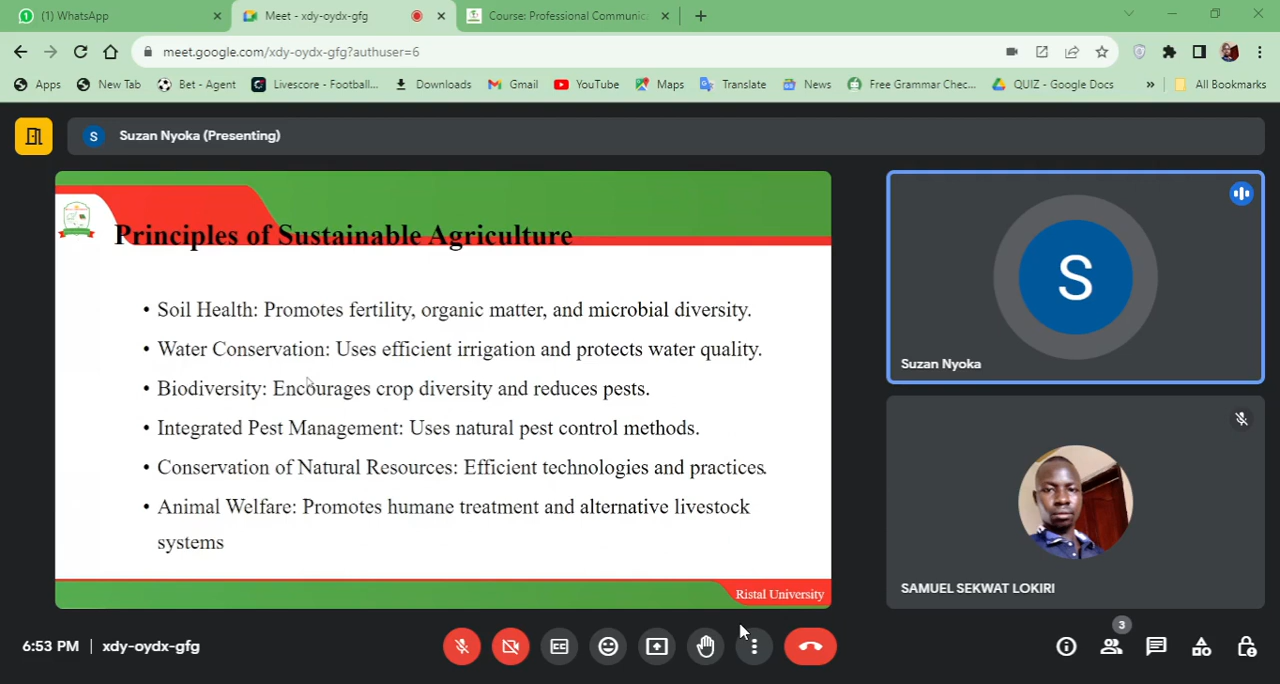 (1) WhatsApp
Meet - xdy-oydx-gfg
Course: Professional Communic
meet.google.com/xdy-oydx-gfg?authuser=6
Apps
New Tab
Bet - Agent
Livescore - Football...
Downloads
Gmail
YouTube
Maps
Translate
News
Free Grammar Chec...
QUIZ - Google Docs
»
All Bookmarks
S
Suzan Nyoka (Presenting)
Principles of Sustainable Agriculture
• Soil Health: Promotes fertility, organic matter, and microbial diversity.
• Water Conservation: Uses efficient irrigation and protects water quality.
• Biodiversity: Encourages crop diversity and reduces pests.
• Integrated Pest Management: Uses natural pest control methods.
• Conservation of Natural Resources: Efficient technologies and practices.
• Animal Welfare: Promotes humane treatment and alternative livestock
systems
Ristal University
S
Suzan Nyoka
SAMUEL SEKWAT LOKIRI
6:53 PM | xdy-oydx-gfg
3